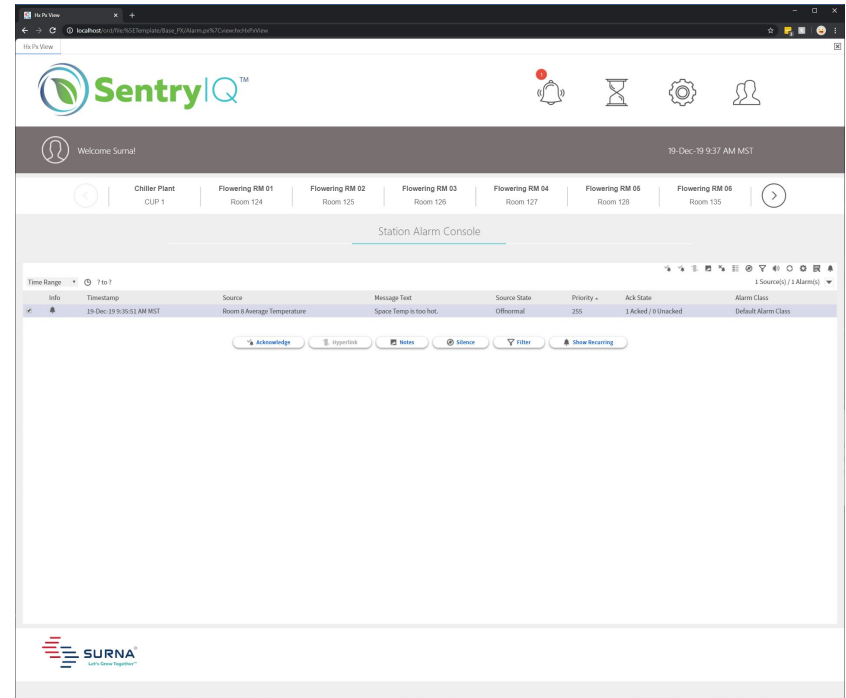 Hx Px View
localhost/ord/file:%5ETemplate/Base_PX/Alarm.px%7Cview:hx:HxPxView
Hx Px View
SentryIQ™
1
Welcome Surna!
19-Dec-19 9:37 AM MST
Chiller Plant Flowering RM 01 Flowering RM 02 Flowering RM 03 Flowering RM 04 Flowering RM 05 Flowering RM 06
CUP 1 Room 124 Room 125 Room 126 Room 127 Room 128 Room 135
Station Alarm Console
Time Range ? to ? 1 Source(s) / 1 Alarm(s)
Info Timestamp Source Message Text Source State Priority Ack State Alarm Class
19-Dec-19 9:35:51 AM MST Room 8 Average Temperature Space Temp is too hot. Offnormal 255 1 Acked / 0 Unacked Default Alarm Class
Acknowledge Hyperlink Notes Silence Filter Show Recurring
SURNA®
Let's Grow Together™